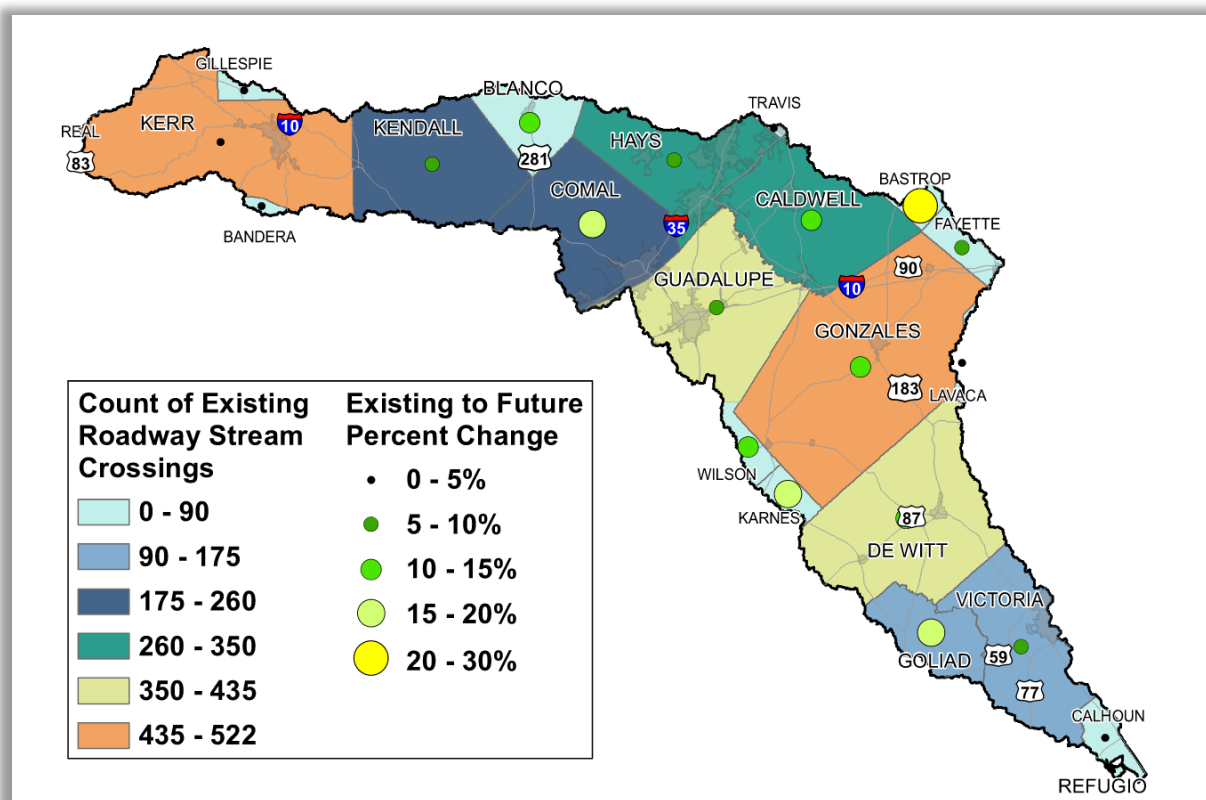 GILLESPIE
BLANCO
TRAVIS
REAL
KERR
10
KENDALL
HAYS
83
281
COMAL
CALDWELL
BASTROP
BANDERA
35
FAYETTE
GUADALUPE
90
10
GONZALES
183
LAVACA
WILSON
KARNES
87
DE WITT
VICTORIA
GOLIAD
59
77
CALHOUN
REFUGIO
Count of Existing
Roadway Stream
Crossings
0 - 90
90 - 175
175 - 260
260 - 350
350 - 435
435 - 522
Existing to Future
Percent Change
0 - 5%
5 - 10%
10 - 15%
15 - 20%
20 - 30%